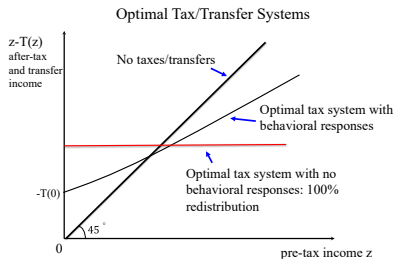 Optimal Tax/Transfer Systems
z-T(z)
after-tax
and transfer
income
No taxes/transfers
Optimal tax system with
behavioral responses
Optimal tax system with no
behavioral responses: 100%
redistribution
-T(0)
45°
0
pre-tax income z